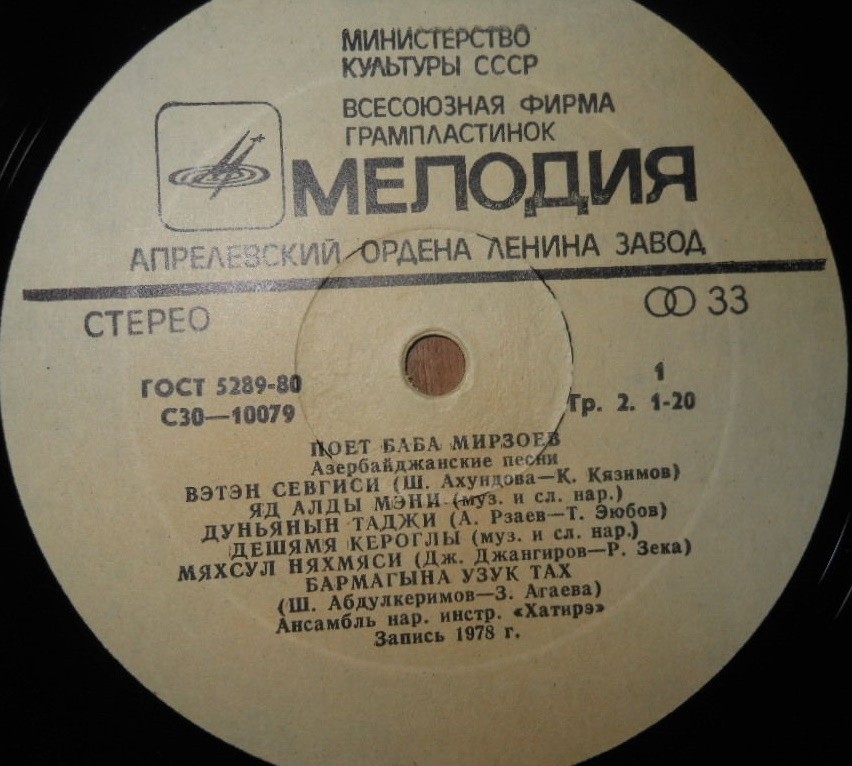 МИНИСТЕРСТВО
КУЛЬТУРЫ СССР
ВСЕСОЮЗНАЯ ФИРМА
ГРАМПЛАСТИНОК
МЕЛОДИЯ
АПРЕЛЕВСКИЙ ОРДЕНА ЛЕНИНА ЗАВОД
СТЕРЕО
33
ГОСТ 5289-80
1
С30—10079
Гр. 2. 1-20
ПОЕТ БАБА МИРЗОЕВ
Азербайджанские песни
ВЭТЭН СЕВГИСИ (Ш. Ахундова—К. Кязимов)
ЯД АЛДЫ МЭНИ (муз. и сл. нар.)
ДУНЬЯНЫН ТАДЖИ (А. Рзаев—Т. Эюбов)
ДЕШЯМЯ КЕРОГЛЫ (муз. и сл. нар.)
МЯХСУЛ НЯХМЯСИ (Дж. Джангиров—Р. Зека)
БАРМАГЫНА УЗУК ТАХ
(Ш. Абдулкеримов—З. Агаева)
Ансамбль нар. инстр. «Хатирэ»
Запись 1978 г.